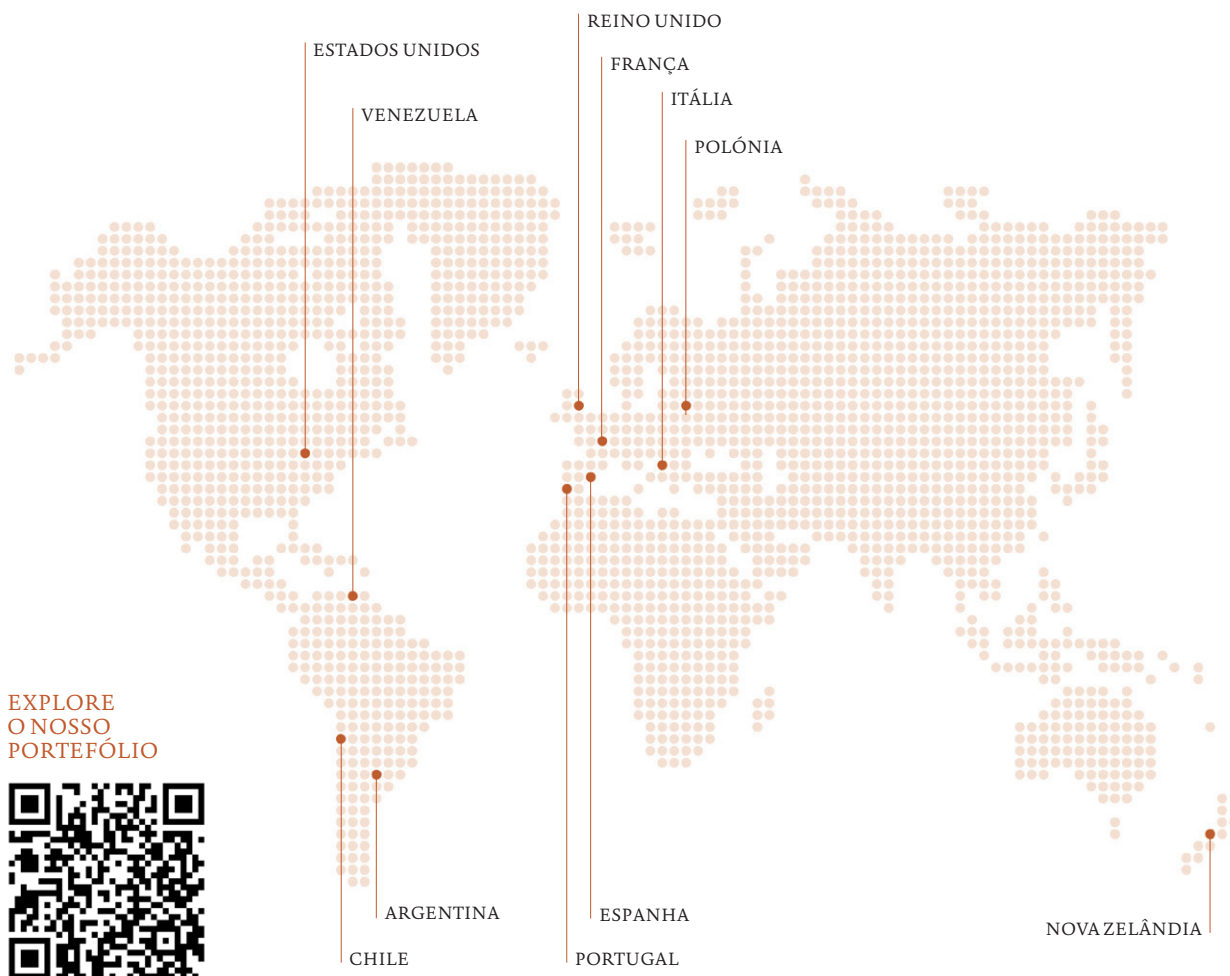 REINO UNIDO
ESTADOS UNIDOS
FRANÇA
ITÁLIA
VENEZUELA
POLÓNIA
EXPLORE
O NOSSO
PORTEFÓLIO
ARGENTINA
ESPANHA
NOVA ZELÂNDIA
CHILE
PORTUGAL